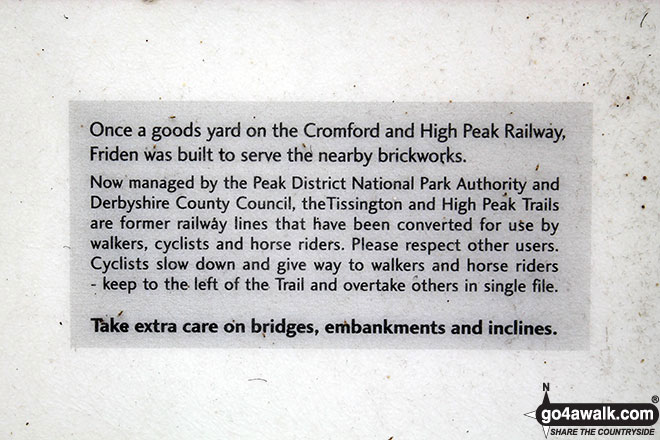 Once a goods yard on the Cromford and High Peak Railway,
Friden was built to serve the nearby brickworks.
Now managed by the Peak District National Park Authority and
Derbyshire County Council, theTissington and High Peak Trails
are former railway lines that have been converted for use by
walkers, cyclists and horse riders. Please respect other users.
Cyclists slow down and give way to walkers and horse riders
- keep to the left of the Trail and overtake others in single file.
Take extra care on bridges, embankments and inclines.
N
go4awalk.com®
SHARE THE COUNTRYSIDE